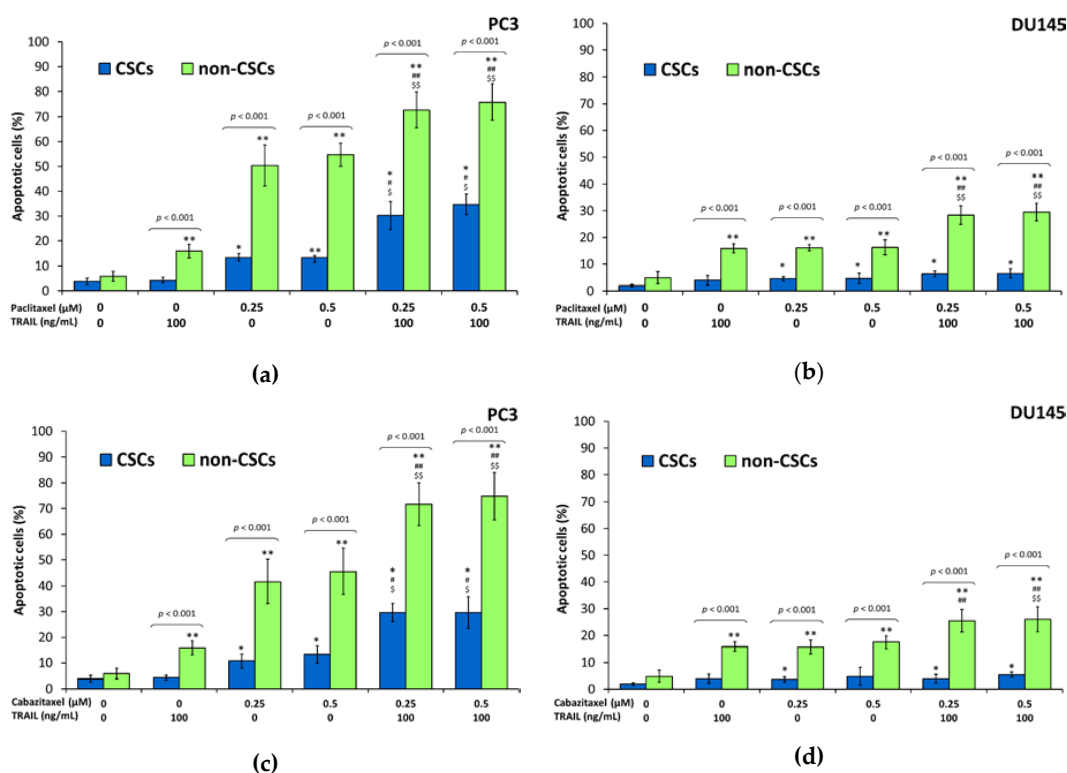 PC3
100
90
80
70
60
50
40
30
20
10
0
Apoptotic cells (%)
CSCs
non-CSCs
p < 0.001
**
p < 0.001
*
**
p < 0.001
**
**
p < 0.001
*
#
$
**
##
$$
p < 0.001
*
#
$
**
##
$$
Paclitaxel (µM) 0 0 0.25 0.5 0.25 0.5
TRAIL (ng/mL) 0 100 0 0 100 100
(a)
DU145
100
90
80
70
60
50
40
30
20
10
0
Apoptotic cells (%)
CSCs
non-CSCs
p < 0.001
**
p < 0.001
*
**
p < 0.001
*
**
p < 0.001
*
**
##
$$
p < 0.001
*
**
##
$$
Paclitaxel (µM) 0 0 0.25 0.5 0.25 0.5
TRAIL (ng/mL) 0 100 0 0 100 100
(b)
PC3
100
90
80
70
60
50
40
30
20
10
0
Apoptotic cells (%)
CSCs
non-CSCs
p < 0.001
**
p < 0.001
*
**
p < 0.001
*
**
p < 0.001
*
#
$
**
##
$$
p < 0.001
*
#
$
**
##
$$
Cabazitaxel (µM) 0 0 0.25 0.5 0.25 0.5
TRAIL (ng/mL) 0 100 0 0 100 100
(c)
DU145
100
90
80
70
60
50
40
30
20
10
0
Apoptotic cells (%)
CSCs
non-CSCs
p < 0.001
**
p < 0.001
*
**
p < 0.001
**
p < 0.001
*
**
##
p < 0.001
*
**
##
$$
Cabazitaxel (µM) 0 0 0.25 0.5 0.25 0.5
TRAIL (ng/mL) 0 100 0 0 100 100
(d)